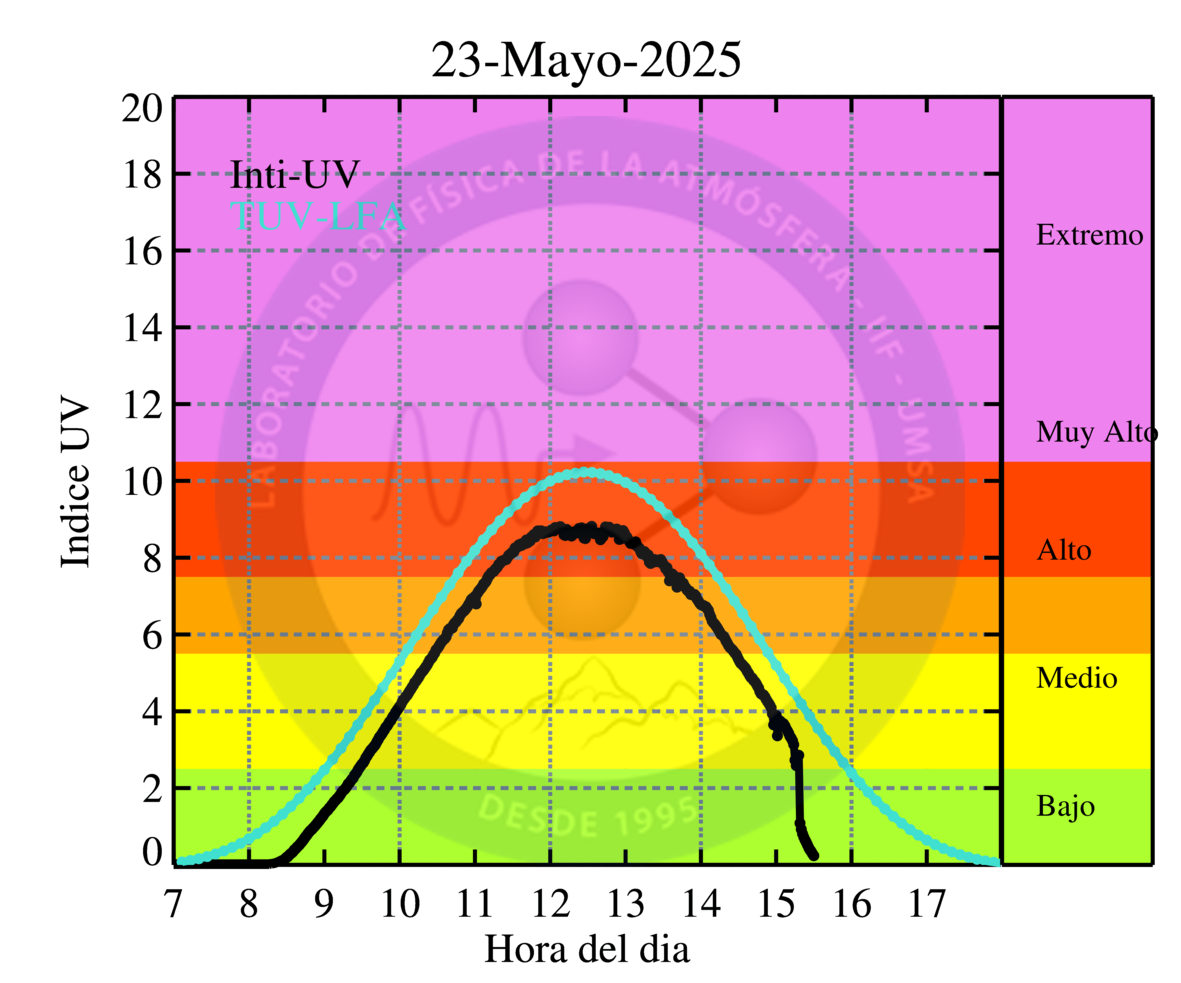 23-Mayo-2025
Indice UV
20
18
16
14
12
10
8
6
4
2
0
Inti-UV
TUV-LFA
LABORATORIO DE FÍSICA DE LA ATMÓSFERA - IIF - UMSA
DESDE 1995
Extremo
Muy Alto
Alto
Medio
Bajo
7 8 9 10 11 12 13 14 15 16 17
Hora del dia